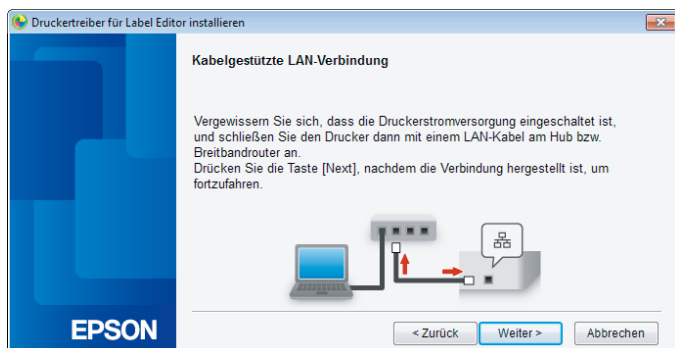 Druckertreiber für Label Editor installieren
Kabelgestützte LAN-Verbindung
Vergewissern Sie sich, dass die Druckerstromversorgung eingeschaltet ist,
und schließen Sie den Drucker dann mit einem LAN-Kabel am Hub bzw.
Breitbandrouter an.
Drücken Sie die Taste [Next], nachdem die Verbindung hergestellt ist, um
fortzufahren.
EPSON
< Zurück
Weiter >
Abbrechen